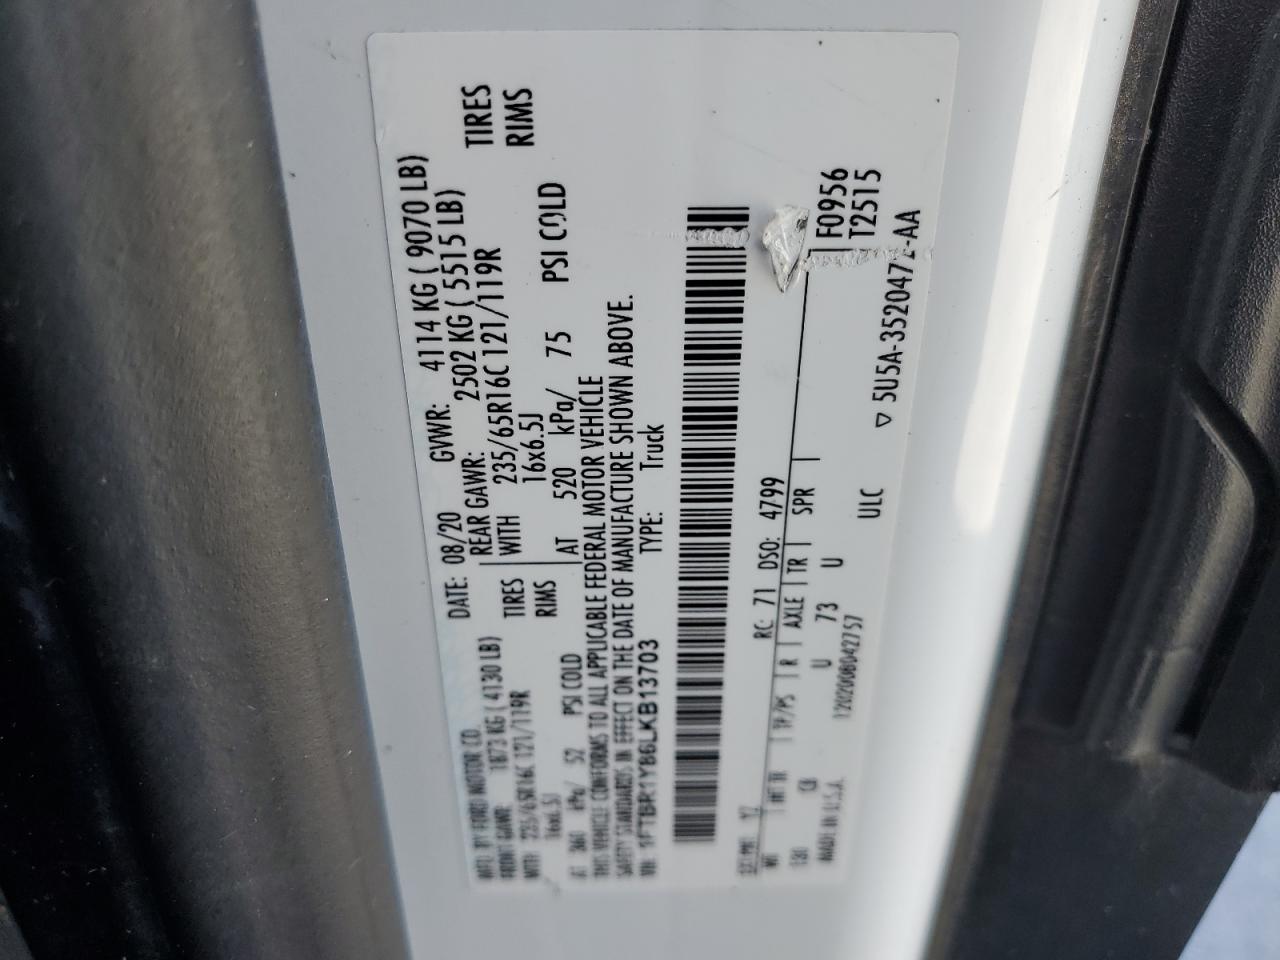 MFD. BY FORD MOTOR CO. DATE: 08/20 GVWR: 4114 KG ( 9070 LB)
FRONT GAWR: 1873 KG ( 4130 LB) REAR GAWR: 2502 KG ( 5515 LB)
WITH 235/65R16C 121/119R TIRES WITH 235/65R16C 121/119R TIRES
16x6.5J RIMS 16x6.5J RIMS
AT 360 kPa/ 52 PSI COLD AT 520 kPa/ 75 PSI COLD
THIS VEHICLE CONFORMS TO ALL APPLICABLE FEDERAL MOTOR VEHICLE
SAFETY STANDARDS IN EFFECT ON THE DATE OF MANUFACTURE SHOWN ABOVE.
VIN: 1FTBR1Y86LKB13703 TYPE: Truck
EXT PNT: YZ RC: 71 DSO: 4799
WB | INT TR | TP/PS | R | AXLE | TR | SPR | F0956
U 73 U T2515
MADE IN U.S.A. 1202008042757 ULC
▽ 5U5A-3520472-AA